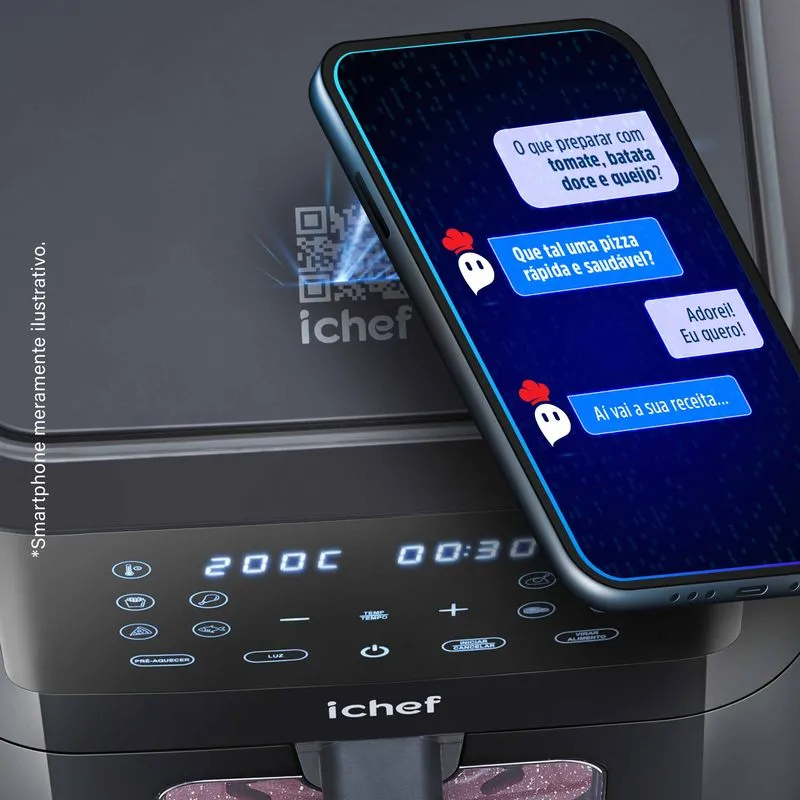 O que preparar com
tomate, batata
doce e queijo?
Que tal uma pizza
rápida e saudável?
Adorei!
Eu quero!
Aí vai a sua receita...
ichef
*Smartphone meramente ilustrativo.
200C 00:30
TEMP
TEMPO
PRÉ-AQUECER
LUZ
INICIAR
CANCELAR
VIRAR
ALIMENTO
ichef